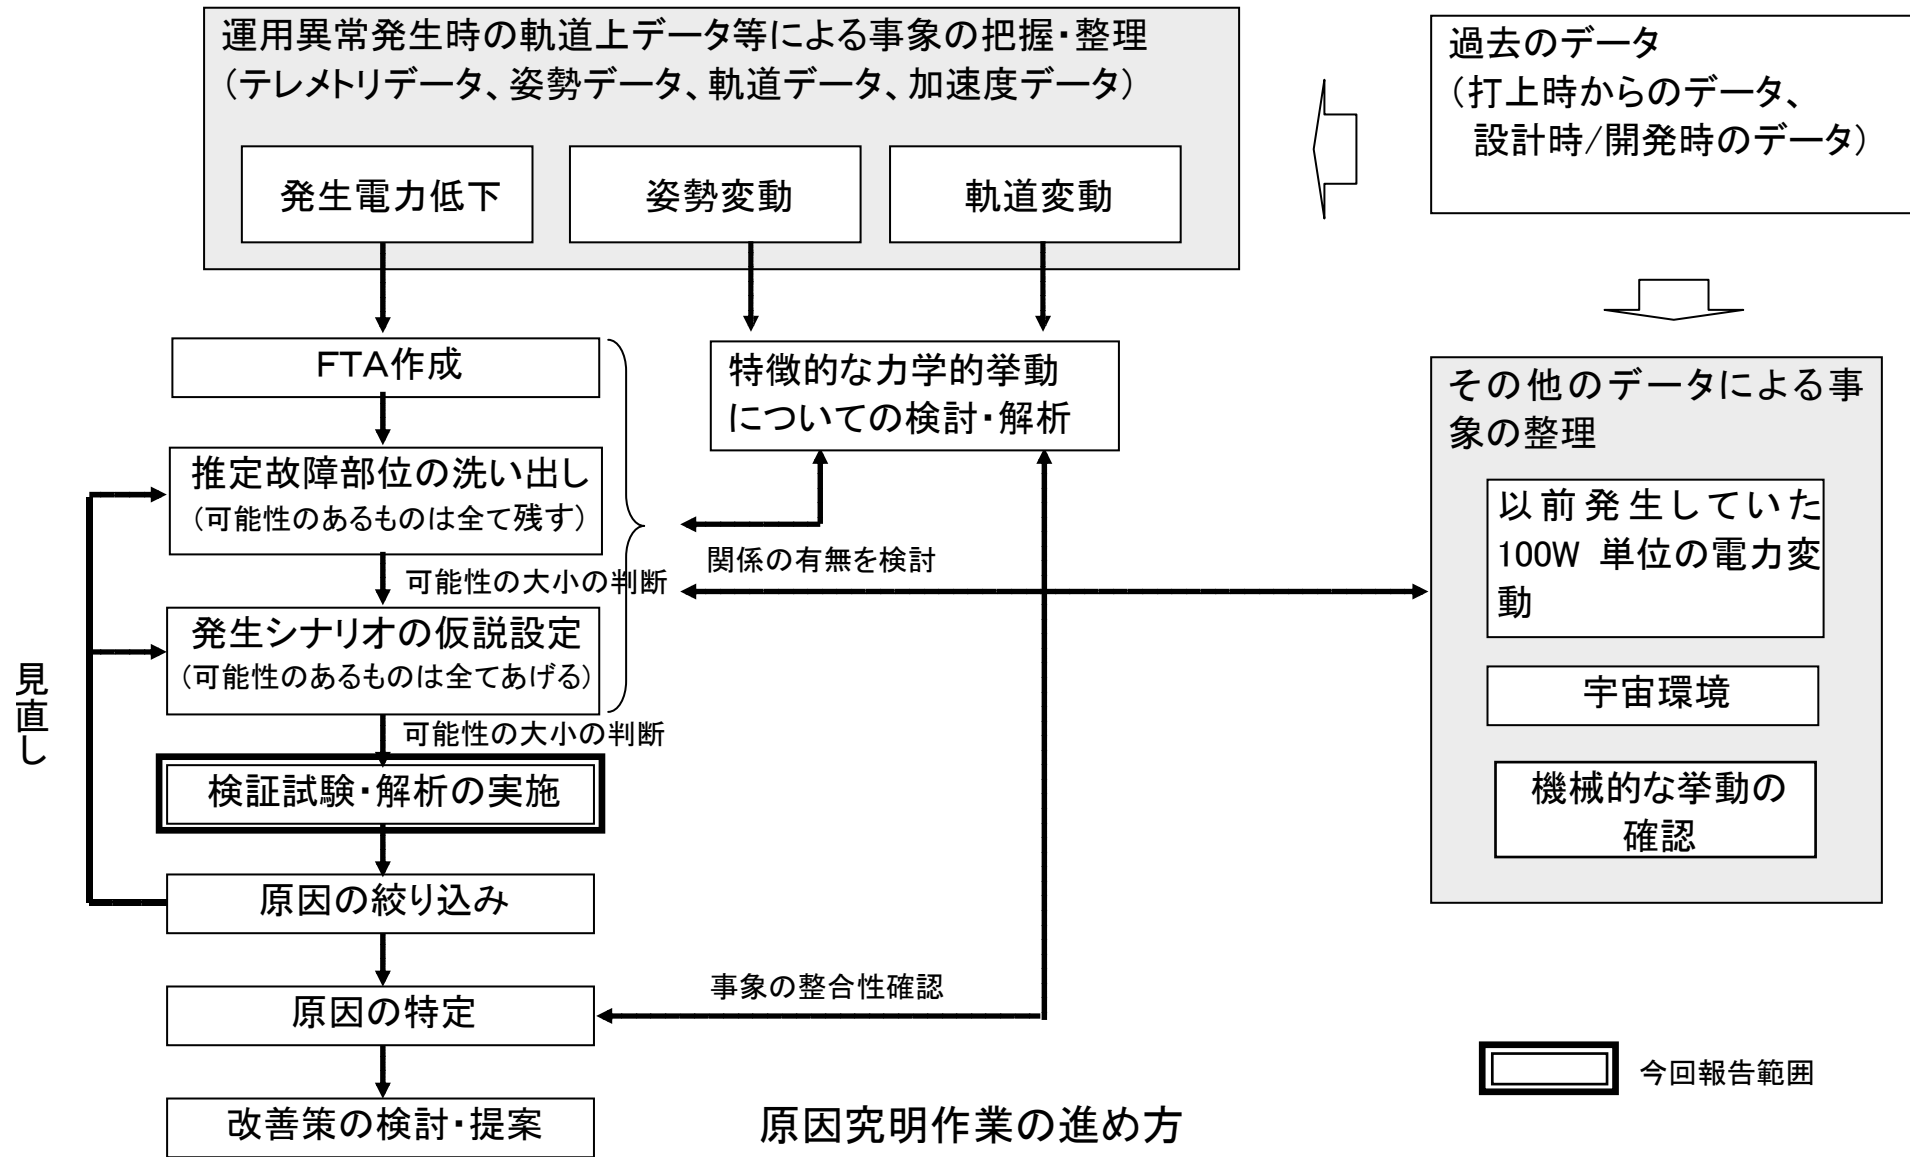 運用異常発生時の軌道上データ等による事象の把握・整理
（テレメトリデータ、姿勢データ、軌道データ、加速度データ）
発生電力低下
姿勢変動
軌道変動
過去のデータ
（打上時からのデータ、
設計時/開発時のデータ）
FTA作成
特徴的な力学的挙動
についての検討・解析
推定故障部位の洗い出し
（可能性のあるものは全て残す）
関係の有無を検討
可能性の大小の判断
発生シナリオの仮説設定
（可能性のあるものは全てあげる）
可能性の大小の判断
見直し
検証試験・解析の実施
原因の絞り込み
事象の整合性確認
原因の特定
改善策の検討・提案
その他のデータによる事
象の整理
以前発生していた
100W 単位の電力変
動
宇宙環境
機械的な挙動の
確認
今回報告範囲
原因究明作業の進め方